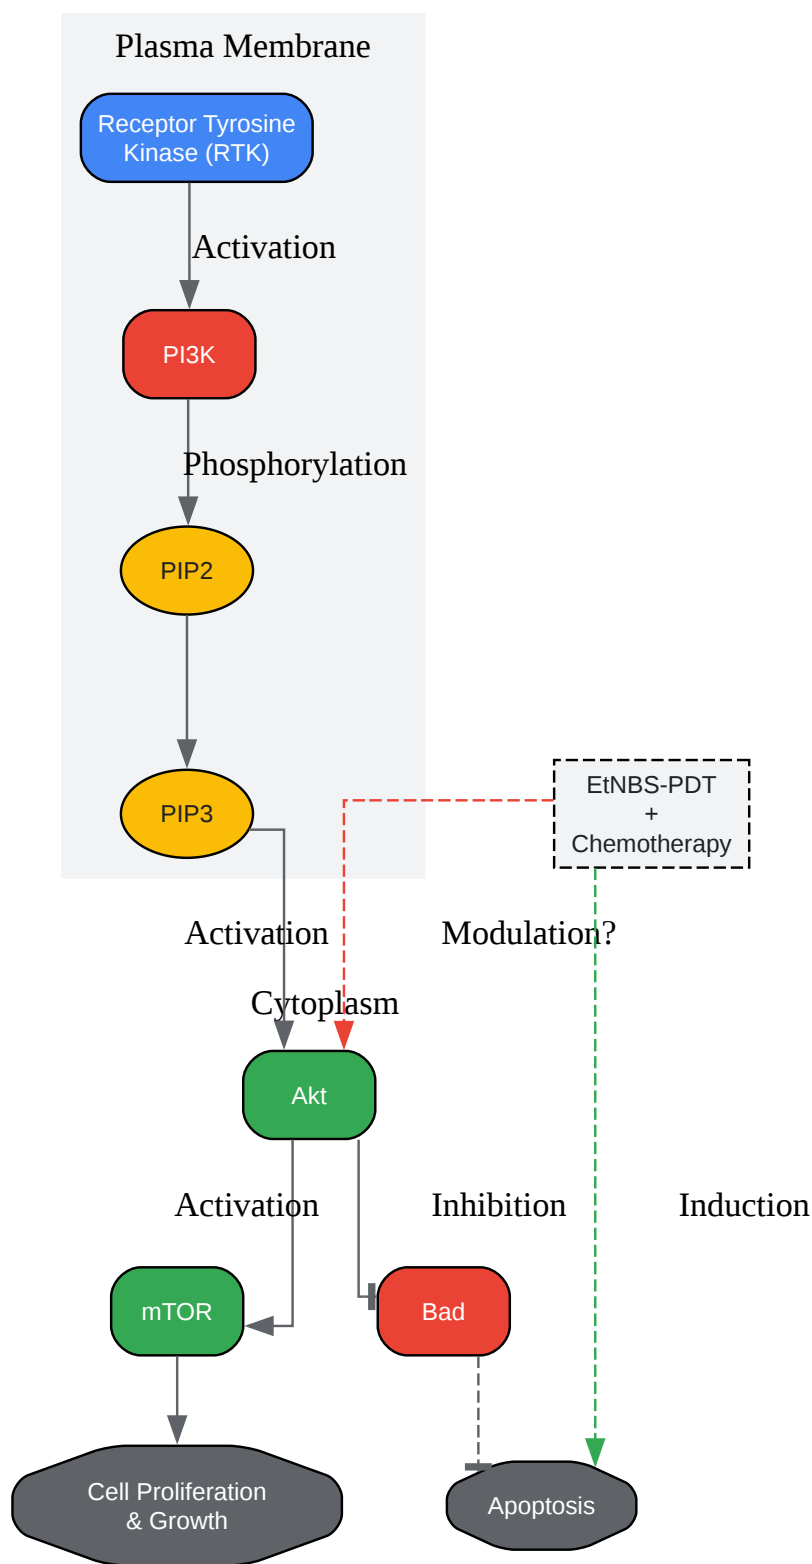 Plasma Membrane
Receptor Tyrosine
Kinase (RTK)
Activation
PI3K
Phosphorylation
PIP2
PIP3
EtNBS-PDT
+
Chemotherapy
Activation
Modulation?
Cytoplasm
Akt
Activation
Inhibition
Induction
mTOR
Bad
Cell Proliferation
& Growth
Apoptosis